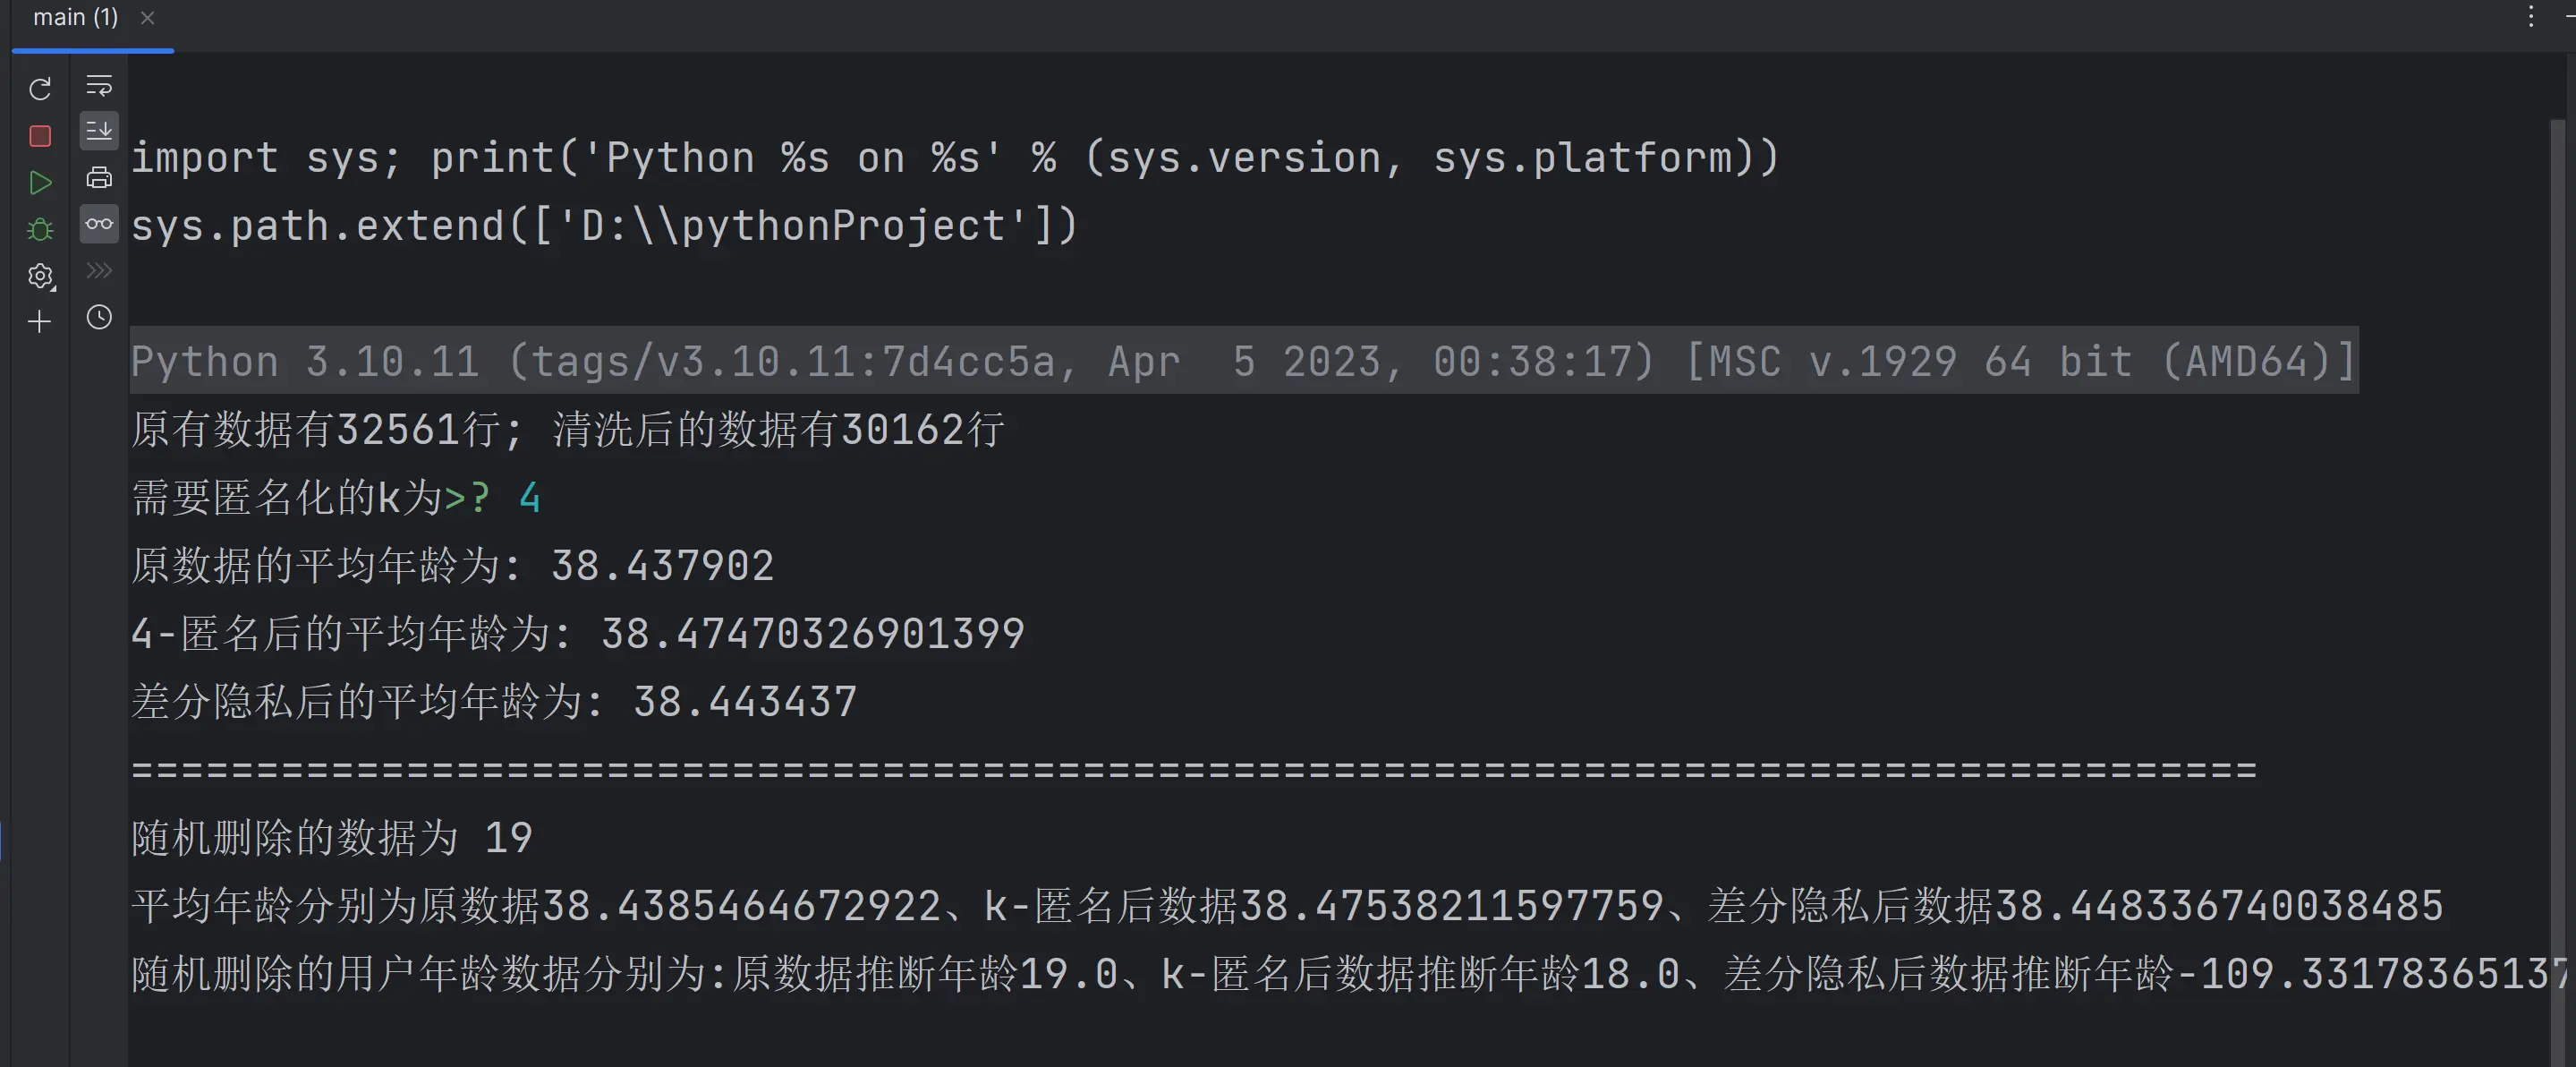 main (1)
import sys; print('Python %s on %s' % (sys.version, sys.platform))
sys.path.extend(['D:\\pythonProject'])
Python 3.10.11 (tags/v3.10.11:7d4cc5a, Apr  5 2023, 00:38:17) [MSC v.1929 64 bit (AMD64)]
原有数据有32561行; 清洗后的数据有30162行
需要匿名化的k为>? 4
原数据的平均年龄为: 38.437902
4-匿名后的平均年龄为: 38.47470326901399
差分隐私后的平均年龄为: 38.443437
=====================================================================================
随机删除的数据为 19
平均年龄分别为原数据38.4385464672922、k-匿名后数据38.47538211597759、差分隐私后数据38.448336740038485
随机删除的用户年龄数据分别为:原数据推断年龄19.0、k-匿名后数据推断年龄18.0、差分隐私后数据推断年龄-109.33178365137